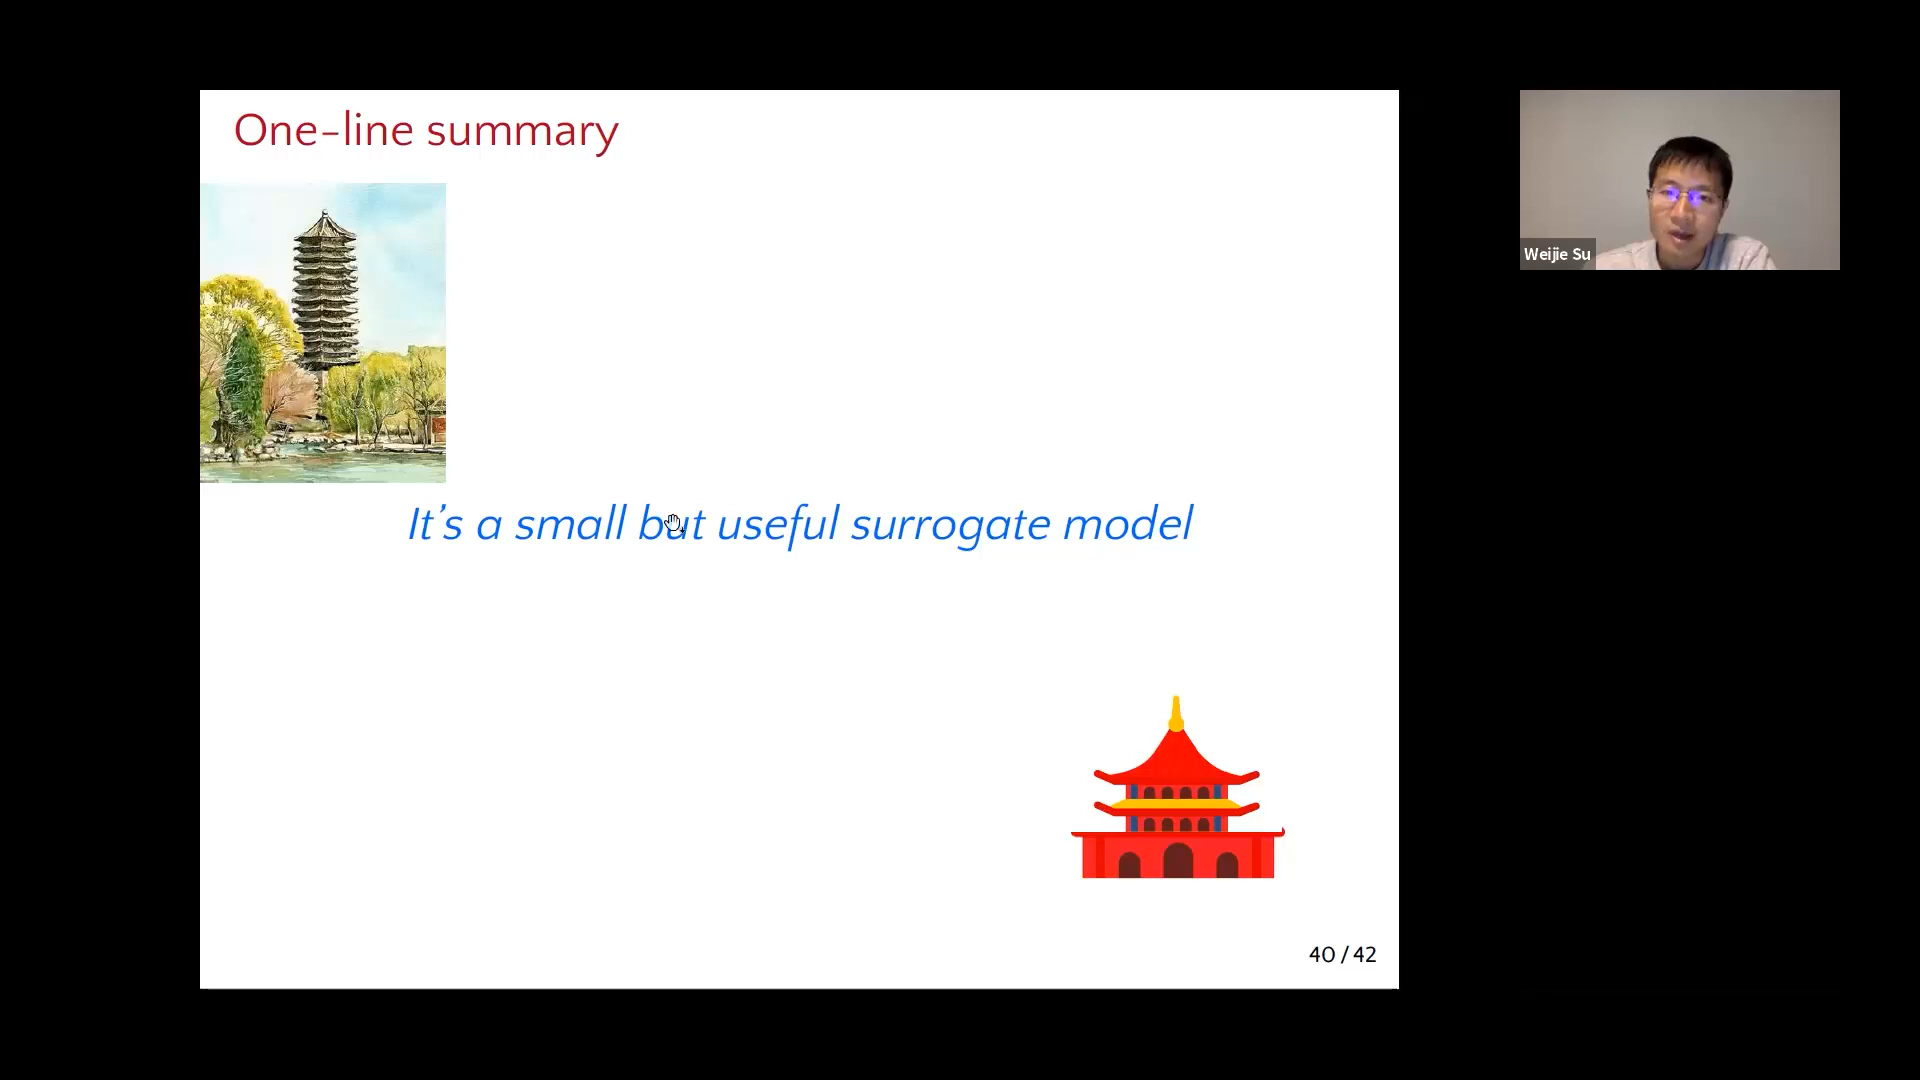 One-line summary
Weijie Su
It's a small but useful surrogate model
40 / 42